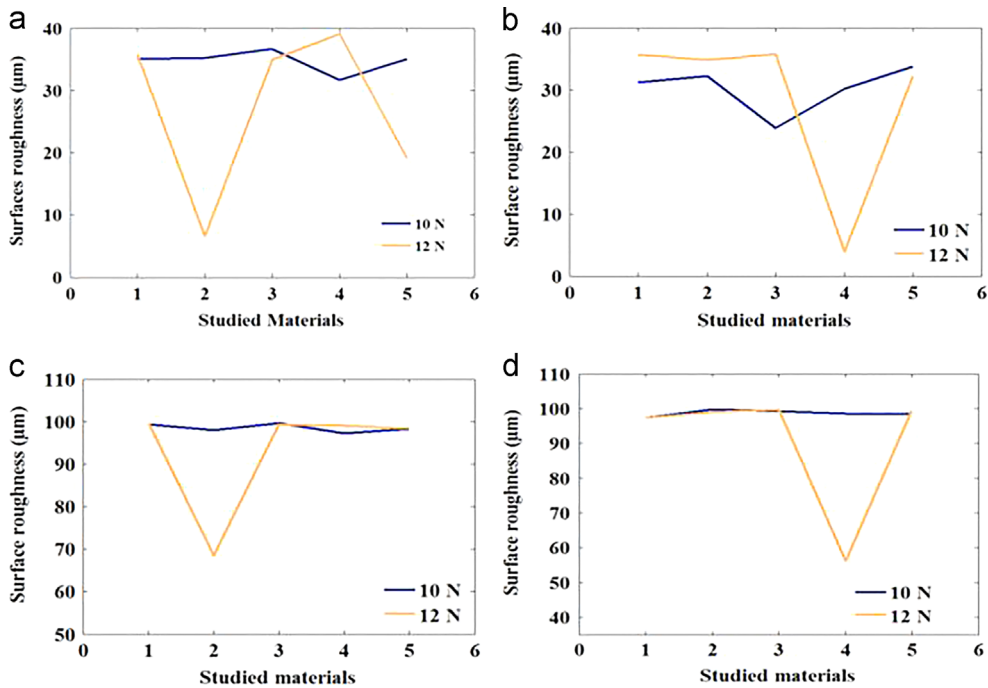 a
Surfaces roughness (µm)
40
30
20
10
0
10 N
12 N
0 1 2 3 4 5 6
Studied Materials
b
Surface roughness (µm)
40
30
20
10
0
10 N
12 N
0 1 2 3 4 5 6
Studied materials
c
Surface roughness (µm)
110
100
90
80
70
60
50
10 N
12 N
0 1 2 3 4 5 6
Studied materials
d
Surface roughness (µm)
110
100
90
80
70
60
50
40
10 N
12 N
0 1 2 3 4 5 6
Studied materials